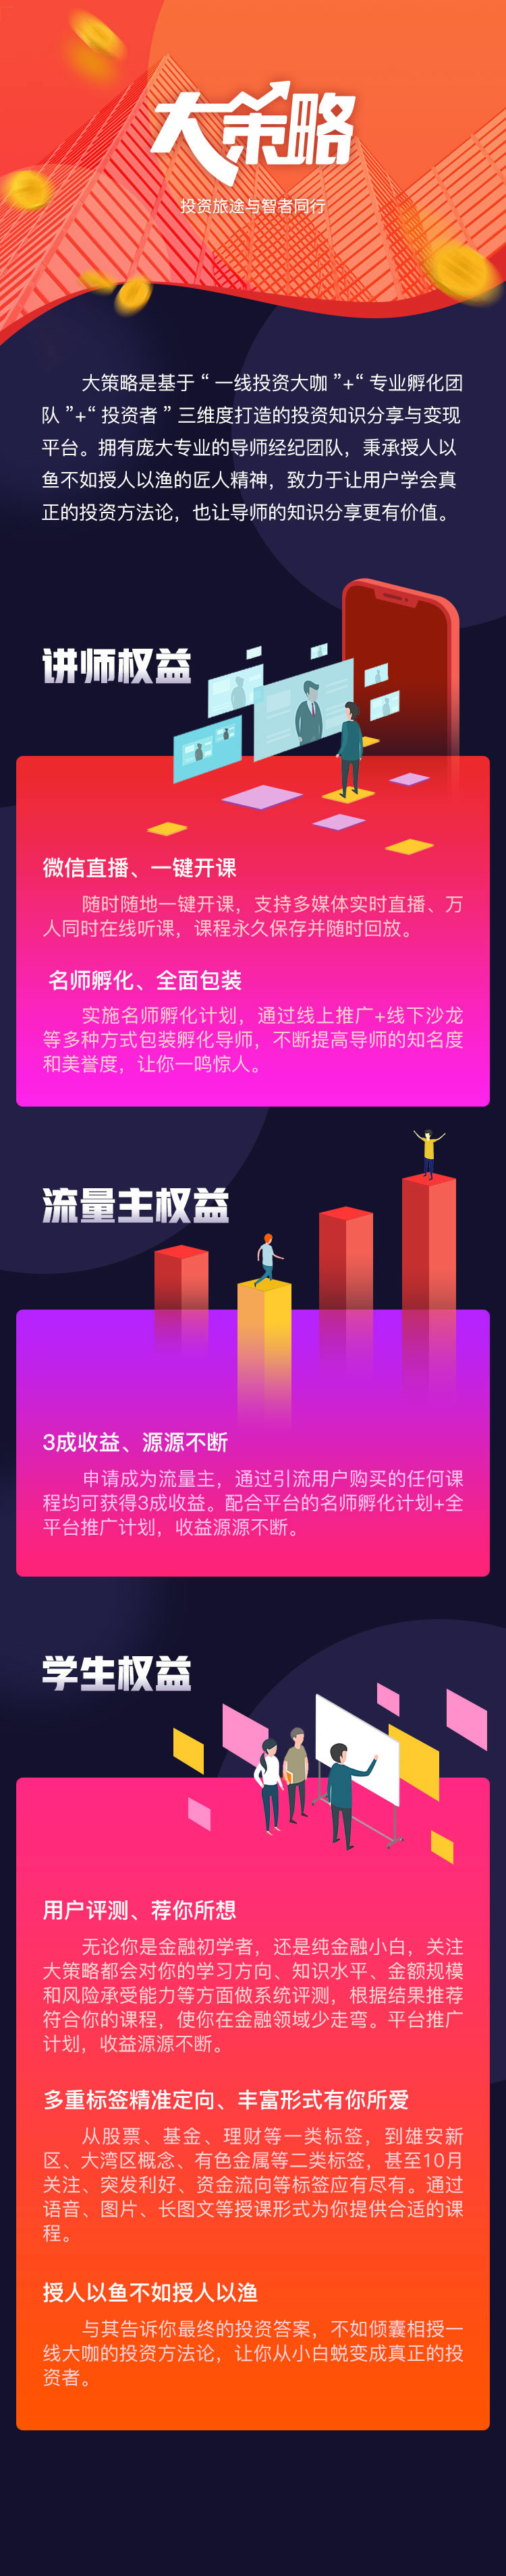 大策略
投资旅途与智者同行
大策略是基于“一线投资大咖”+“专业孵化团
队”+“投资者”三维度打造的投资知识分享与变现
平台。拥有庞大专业的导师经纪团队，秉承授人以
鱼不如授人以渔的匠人精神，致力于让用户学会真
正的投资方法论，也让导师的知识分享更有价值。
讲师权益
微信直播、一键开课
随时随地一键开课，支持多媒体实时直播、万
人同时在线听课，课程永久保存并随时回放。
名师孵化、全面包装
实施名师孵化计划，通过线上推广+线下沙龙
等多种方式包装孵化导师，不断提高导师的知名度
和美誉度，让你一鸣惊人。
流量主权益
3成收益、源源不断
申请成为流量主，通过引流用户购买的任何课
程均可获得3成收益。配合平台的名师孵化计划+全
平台推广计划，收益源源不断。
学生权益
用户评测、荐你所想
无论你是金融初学者，还是纯金融小白，关注
大策略都会对你的学习方向、知识水平、金额规模
和风险承受能力等方面做系统评测，根据结果推荐
符合你的课程，使你在金融领域少走弯。平台推广
计划，收益源源不断。
多重标签精准定向、丰富形式有你所爱
从股票、基金、理财等一类标签，到雄安新
区、大湾区概念、有色金属等二类标签，甚至10月
关注、突发利好、资金流向等标签应有尽有。通过
语音、图片、长图文等授课形式为你提供合适的课
程。
授人以鱼不如授人以渔
与其告诉你最终的投资答案，不如倾囊相授一
线大咖的投资方法论，让你从小白蜕变成真正的投
资者。